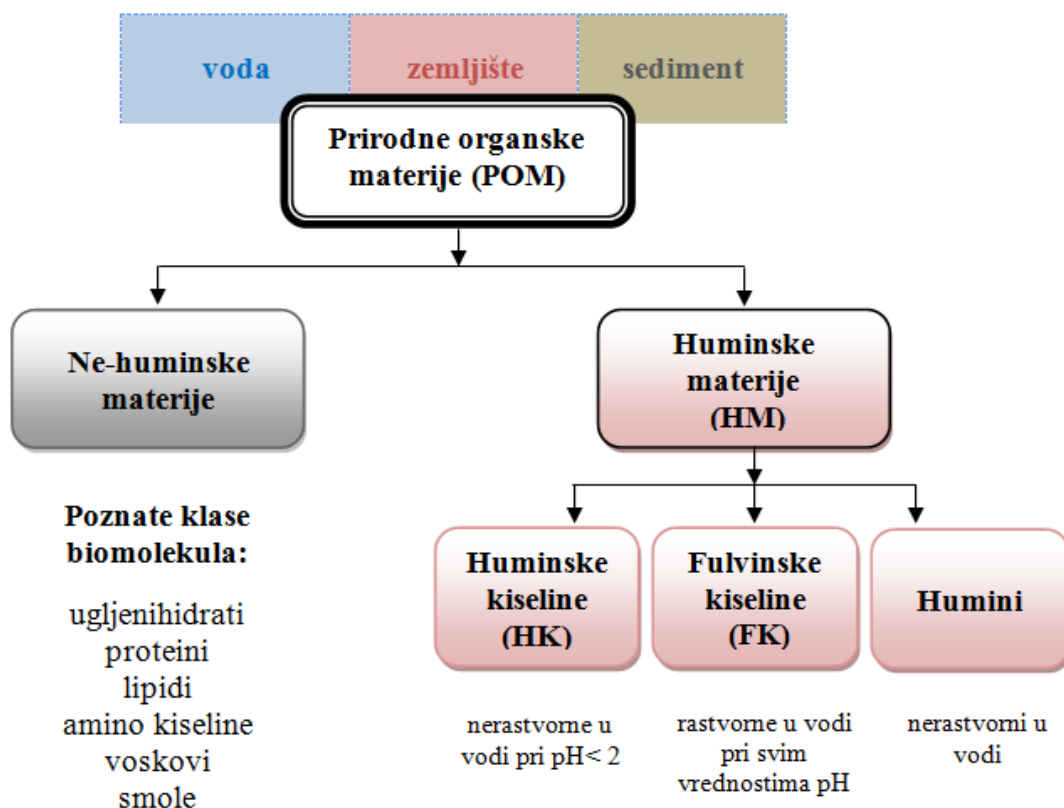 voda
zemljište
sediment
Prirodne organske
materije (POM)
Ne-huminske
materije
Huminske
materije
(HM)
Poznate klase
biomolekula:
ugljenihidrati
proteini
lipidi
amino kiseline
voskovi
smole
Huminske
kiseline
(HK)
nerastvorne u
vodi pri pH< 2
Fulvinske
kiseline
(FK)
rastvorne u vodi
pri svim
vrednostima pH
Humini
nerastvorni u
vodi